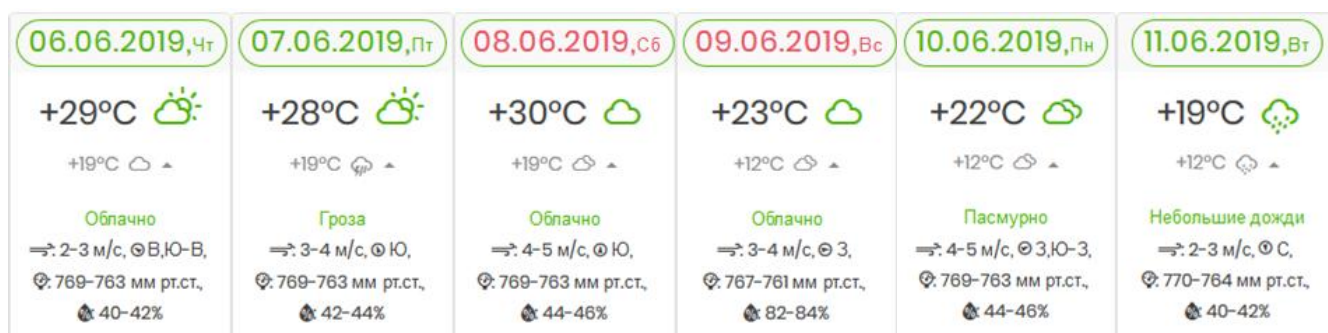 06.06.2019,Чт
+29°C
+19°C
Облачно
: 2-3 м/с, В,Ю-В,
: 769-763 мм рт.ст.,
: 40-42%
07.06.2019,Пт
+28°C
+19°C
Гроза
: 3-4 м/с, Ю,
: 769-763 мм рт.ст.,
: 42-44%
08.06.2019,Сб
+30°C
+19°C
Облачно
: 4-5 м/с, Ю,
: 769-763 мм рт.ст.,
: 44-46%
09.06.2019,Вс
+23°C
+12°C
Облачно
: 3-4 м/с, З,
: 767-761 мм рт.ст.,
: 82-84%
10.06.2019,Пн
+22°C
+12°C
Пасмурно
: 4-5 м/с, З,Ю-З,
: 769-763 мм рт.ст.,
: 44-46%
11.06.2019,Вт
+19°C
+12°C
Небольшие дожди
: 2-3 м/с, С,
: 770-764 мм рт.ст.,
: 40-42%